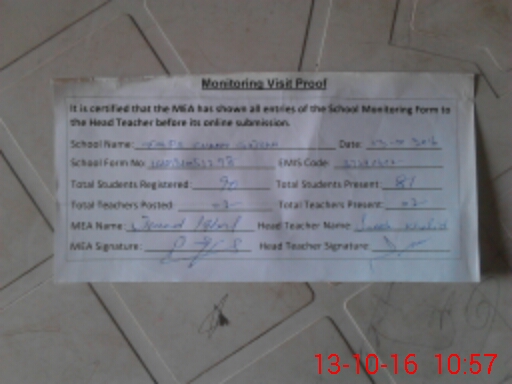 Monitoring Visit Proof
It is certified that the MEA has shown all entries of the School Monitoring Form to
the Head Teacher before its online submission.
School Name: Date:
School Form No: EMIS Code:
Total Students Registered: 90 Total Students Present: 81
Total Teachers Posted: 02 Total Teachers Present: 02
MEA Name: Head Teacher Name:
MEA Signature: Head Teacher Signature:
13-10-16 10:57